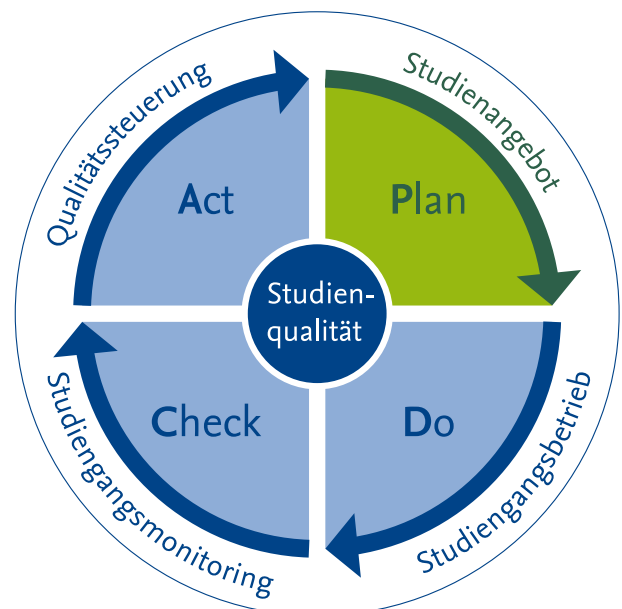 Qualitätssteuerung
Studienangebot
Act
Plan
Studien-
qualität
Check
Do
Studiengangsmonitoring
Studiengangsbetrieb